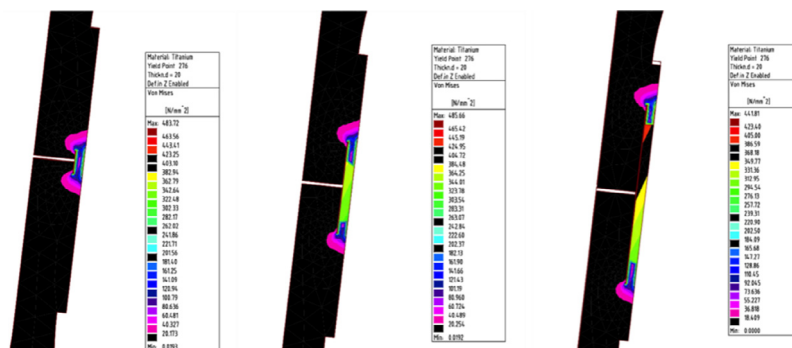 Material: Titanium
Yield Point 276
Thickn.d = 20
Def.in Z Enabled
Von Mises
[N/mm^2]
Max: 483.72
463.56
443.41
423.25
403.10
382.94
362.79
342.64
322.48
302.33
282.17
262.02
241.86
221.71
201.56
181.40
161.25
141.09
120.94
100.79
80.636
60.481
40.327
20.173
Min: 0.0193
Material: Titanium
Yield Point 276
Thickn.d = 20
Def.in Z Enabled
Von Mises
[N/mm^2]
Max: 485.66
465.42
445.19
424.95
404.72
384.48
364.25
344.01
323.78
303.54
283.31
263.07
242.84
222.60
202.37
182.13
161.90
141.66
121.43
101.19
80.960
60.724
40.489
20.254
Min: 0.0192
Material: Titanium
Yield Point 276
Thickn.d = 20
Def.in Z Enabled
Von Mises
[N/mm^2]
Max: 441.81
423.40
405.00
386.59
368.18
349.77
331.36
312.95
294.54
276.13
257.72
239.31
220.90
202.50
184.09
165.68
147.27
128.86
110.45
92.045
73.636
55.227
36.818
18.409
Min: 0.0000